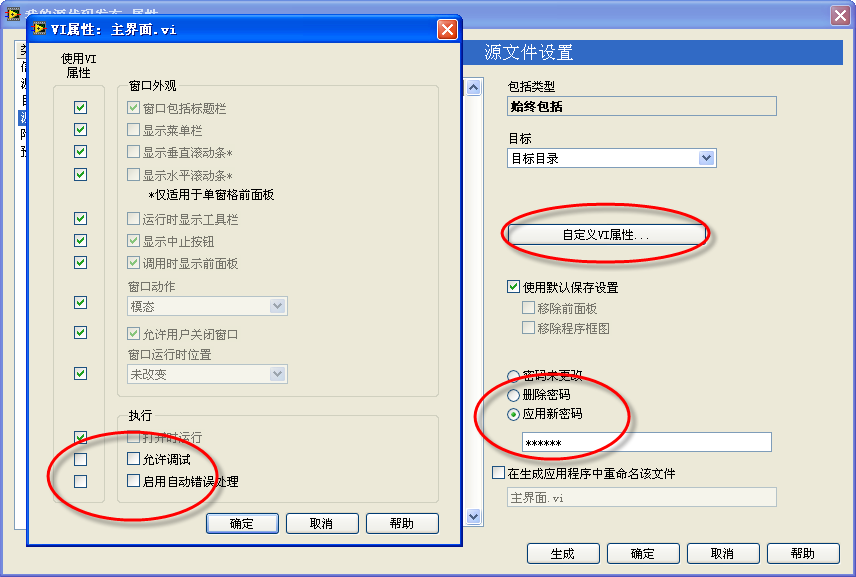 我的源代码发布 属性
VI属性: 主界面.vi
使用VI
属性
窗口外观
窗口包括标题栏
显示菜单栏
显示垂直滚动条*
显示水平滚动条*
*仅适用于单窗格前面板
运行时显示工具栏
显示中止按钮
调用时显示前面板
窗口动作
模态
允许用户关闭窗口
窗口运行时位置
未改变
执行
打开时运行
允许调试
启用自动错误处理
确定
取消
帮助
源文件设置
包括类型
始终包括
目标
目标目录
自定义VI属性...
使用默认保存设置
移除前面板
移除程序框图
密码未更改
删除密码
应用新密码
******
在生成应用程序中重命名该文件
主界面.vi
生成
确定
取消
帮助